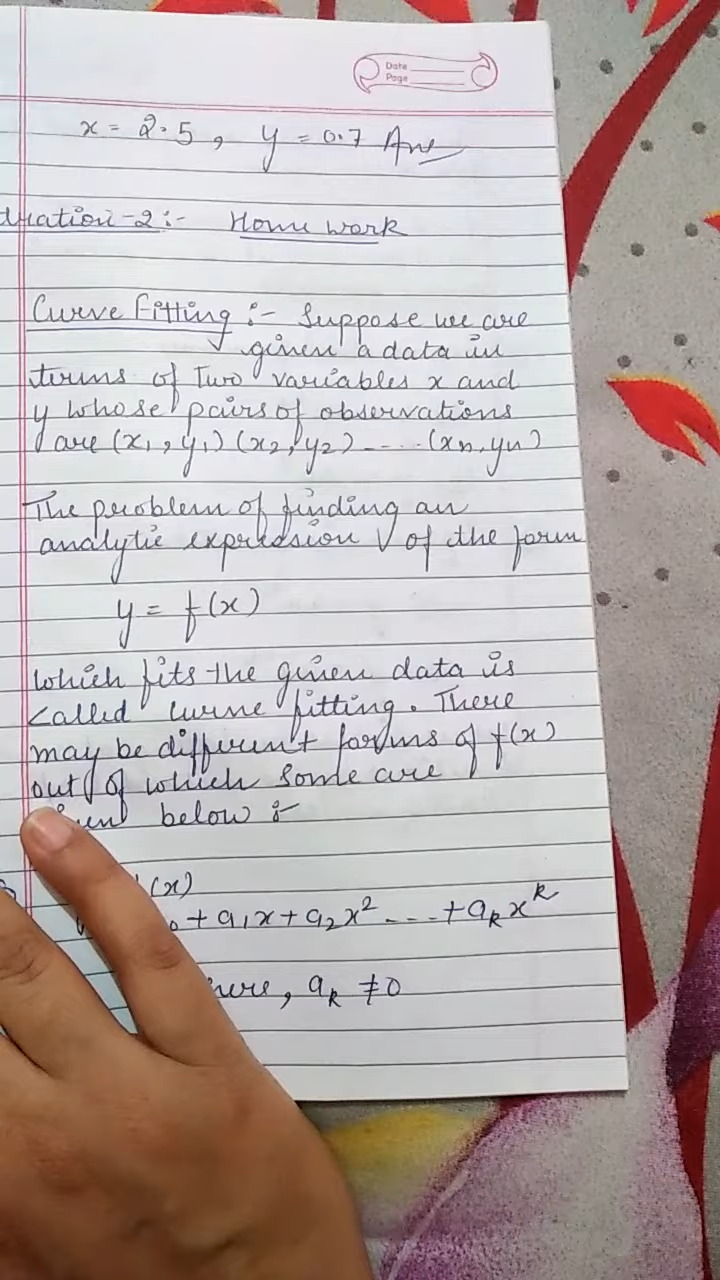 Date
Page
x = 2.5, y = 0.7 Ans
uation-2:- Home work
Curve Fitting :- Suppose we are
given a data in
terms of Two variables x and
y whose pairs of observations
are (x₁, y₁) (x₂, y₂) ---- (xn, yn)
The problem of finding an
analytic expression of the form
y = f(x)
which fits the given data is
called curve fitting. There
may be different forms of f(x)
out of which some are
below :-
(x)
₀ + a₁x + a₂x² --- + aₖxᵏ
here, aₖ ≠ 0